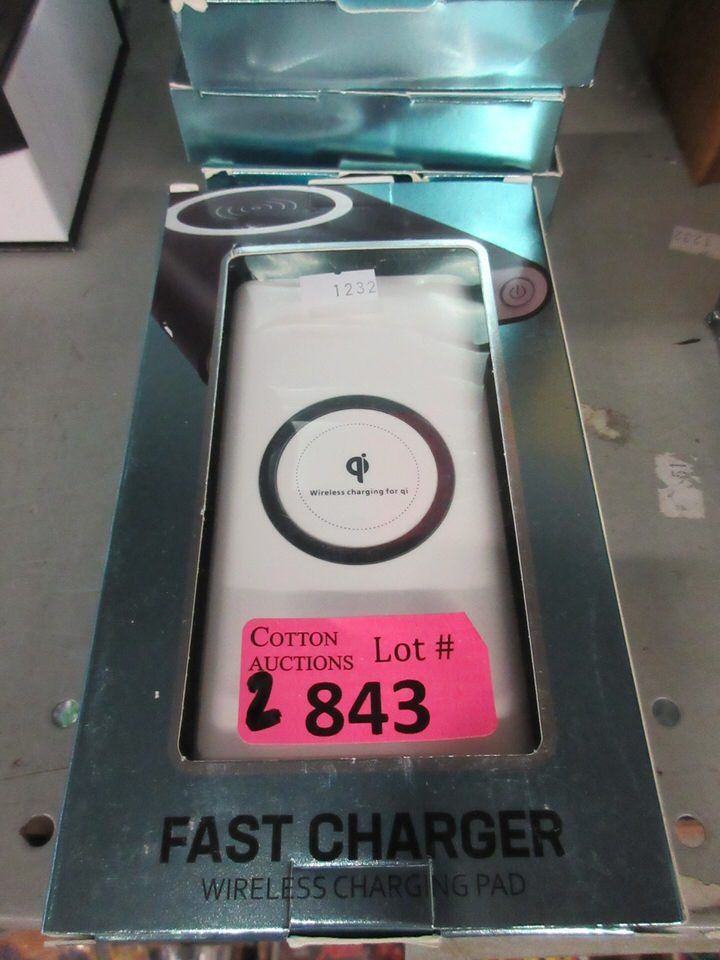 1232
qi
Wireless charging for qi
COTTON
AUCTIONS
Lot #
2 843
FAST CHARGER
WIRELESS CHARGING PAD